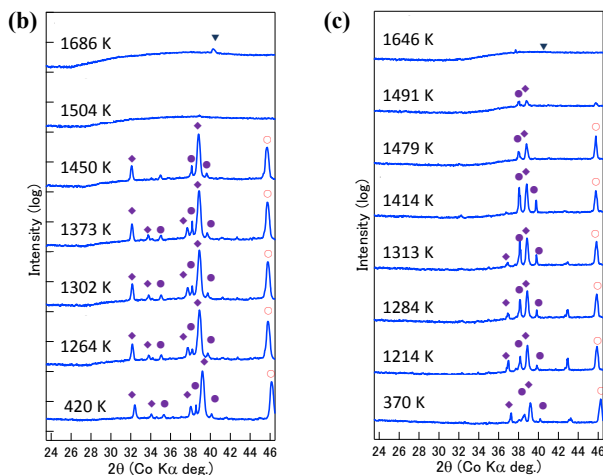 (b)
1686 K
1504 K
1450 K
1373 K
1302 K
1264 K
420 K
Intensity (log)
24 26 28 30 32 34 36 38 40 42 44 46
2θ (Co Kα deg.)
(c)
1646 K
1491 K
1479 K
1414 K
1313 K
1284 K
1214 K
370 K
Intensity (log)
24 26 28 30 32 34 36 38 40 42 44 46
2θ (Co Kα deg.)